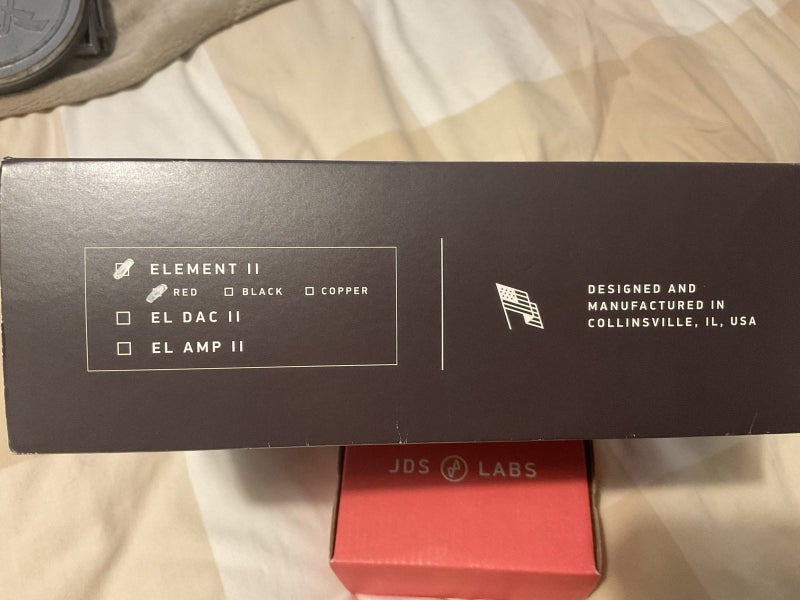 ELEMENT II
RED BLACK COPPER
EL DAC II
EL AMP II
DESIGNED AND
MANUFACTURED IN
COLLINSVILLE, IL, USA
JDS LABS